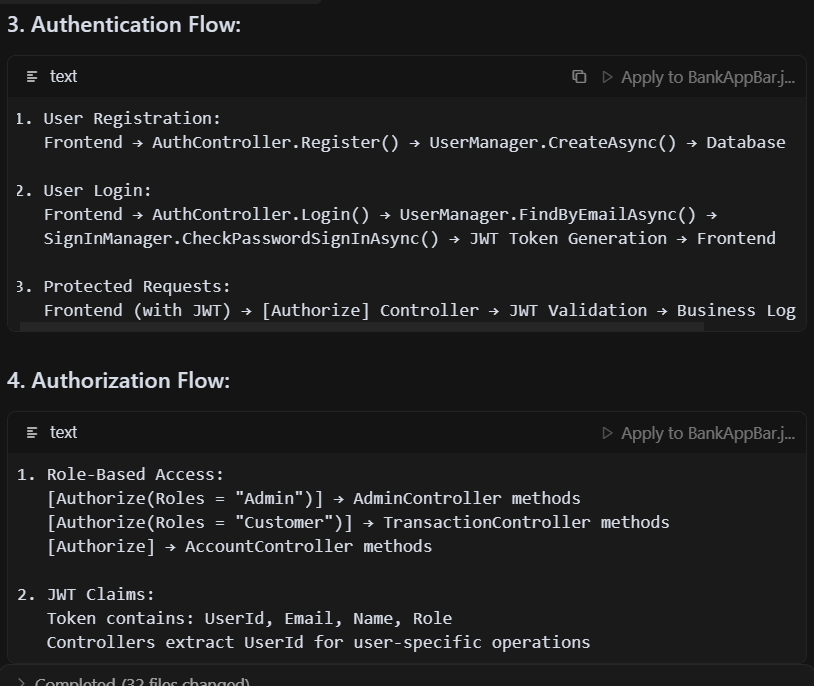 3. Authentication Flow:
text
Apply to BankAppBar.j...
1. User Registration:
Frontend → AuthController.Register() → UserManager.CreateAsync() → Database
2. User Login:
Frontend → AuthController.Login() → UserManager.FindByEmailAsync() →
SignInManager.CheckPasswordSignInAsync() → JWT Token Generation → Frontend
3. Protected Requests:
Frontend (with JWT) → [Authorize] Controller → JWT Validation → Business Log
4. Authorization Flow:
text
Apply to BankAppBar.j...
1. Role-Based Access:
[Authorize(Roles = "Admin")] → AdminController methods
[Authorize(Roles = "Customer")] → TransactionController methods
[Authorize] → AccountController methods
2. JWT Claims:
Token contains: UserId, Email, Name, Role
Controllers extract UserId for user-specific operations
Completed (32 files changed)